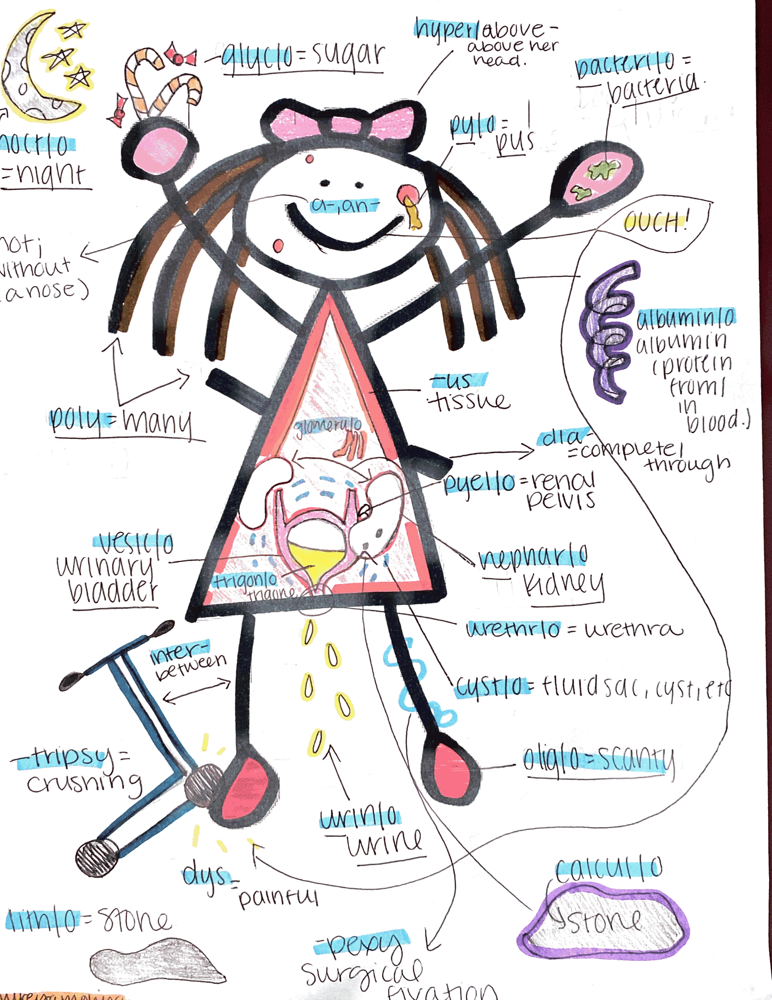 hyper/above-
above her
head.
glyc/o = sugar
bacteri/o =
bacteria.
py/o =
pus
noct/o
= night
a-, an-
OUCH!
not;
without
(a nose)
albumin/o
albumin
(protein
from/
in
blood.)
-us
tissue
poly = many
glomerul/o
dia-
= complete/
through
pyel/o = renal
pelvis
vesic/o
urinary
bladder
nephar/o
kidney
trigon/o
trigone
urethr/o = urethra
inter-
between
cyst/o = fluid sac, cyst, etc
-tripsy =
crushing
olig/o = scanty
urin/o
urine
dys =
painful
calcul/o
stone
lith/o = stone
-pexy
surgical
fixation